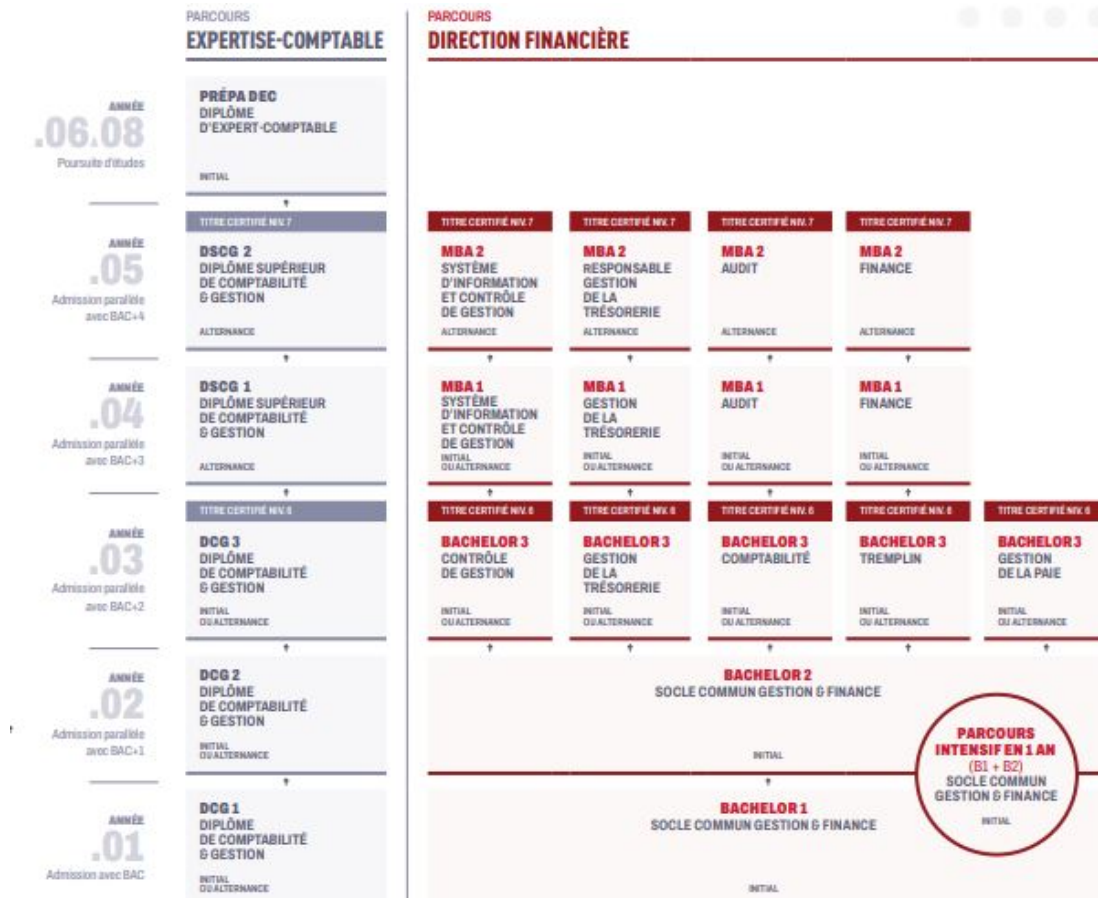 PARCOURS
EXPERTISE-COMPTABLE
PARCOURS
DIRECTION FINANCIÈRE
ANNÉE
.06.08
Poursuite d'études
PRÉPA DEC
DIPLÔME
D'EXPERT-COMPTABLE
INITIAL
ANNÉE
.05
Admission parallèle
avec BAC+4
TITRE CERTIFIÉ NIV. 7
DSCG 2
DIPLÔME SUPÉRIEUR
DE COMPTABILITÉ
& GESTION
ALTERNANCE
TITRE CERTIFIÉ NIV. 7
MBA 2
SYSTÈME
D'INFORMATION
ET CONTRÔLE
DE GESTION
ALTERNANCE
TITRE CERTIFIÉ NIV. 7
MBA 2
RESPONSABLE
GESTION
DE LA
TRÉSORERIE
ALTERNANCE
TITRE CERTIFIÉ NIV. 7
MBA 2
AUDIT
ALTERNANCE
TITRE CERTIFIÉ NIV. 7
MBA 2
FINANCE
ALTERNANCE
ANNÉE
.04
Admission parallèle
avec BAC+3
DSCG 1
DIPLÔME SUPÉRIEUR
DE COMPTABILITÉ
& GESTION
ALTERNANCE
MBA 1
SYSTÈME
D'INFORMATION
ET CONTRÔLE
DE GESTION
INITIAL
OU ALTERNANCE
MBA 1
GESTION
DE LA
TRÉSORERIE
INITIAL
OU ALTERNANCE
MBA 1
AUDIT
INITIAL
OU ALTERNANCE
MBA 1
FINANCE
INITIAL
OU ALTERNANCE
ANNÉE
.03
Admission parallèle
avec BAC+2
TITRE CERTIFIÉ NIV. 6
DCG 3
DIPLÔME
DE COMPTABILITÉ
& GESTION
INITIAL
OU ALTERNANCE
TITRE CERTIFIÉ NIV. 6
BACHELOR 3
CONTRÔLE
DE GESTION
INITIAL
OU ALTERNANCE
TITRE CERTIFIÉ NIV. 6
BACHELOR 3
GESTION
DE LA
TRÉSORERIE
INITIAL
OU ALTERNANCE
TITRE CERTIFIÉ NIV. 6
BACHELOR 3
COMPTABILITÉ
INITIAL
OU ALTERNANCE
TITRE CERTIFIÉ NIV. 6
BACHELOR 3
TREMPLIN
INITIAL
OU ALTERNANCE
TITRE CERTIFIÉ NIV. 6
BACHELOR 3
GESTION
DE LA PAIE
INITIAL
OU ALTERNANCE
ANNÉE
.02
Admission parallèle
avec BAC+1
DCG 2
DIPLÔME
DE COMPTABILITÉ
& GESTION
INITIAL
OU ALTERNANCE
BACHELOR 2
SOCLE COMMUN GESTION & FINANCE
INITIAL
PARCOURS
INTENSIF EN 1 AN
(B1 + B2)
SOCLE COMMUN
GESTION & FINANCE
INITIAL
ANNÉE
.01
Admission avec BAC
DCG 1
DIPLÔME
DE COMPTABILITÉ
& GESTION
INITIAL
OU ALTERNANCE
BACHELOR 1
SOCLE COMMUN GESTION & FINANCE
INITIAL